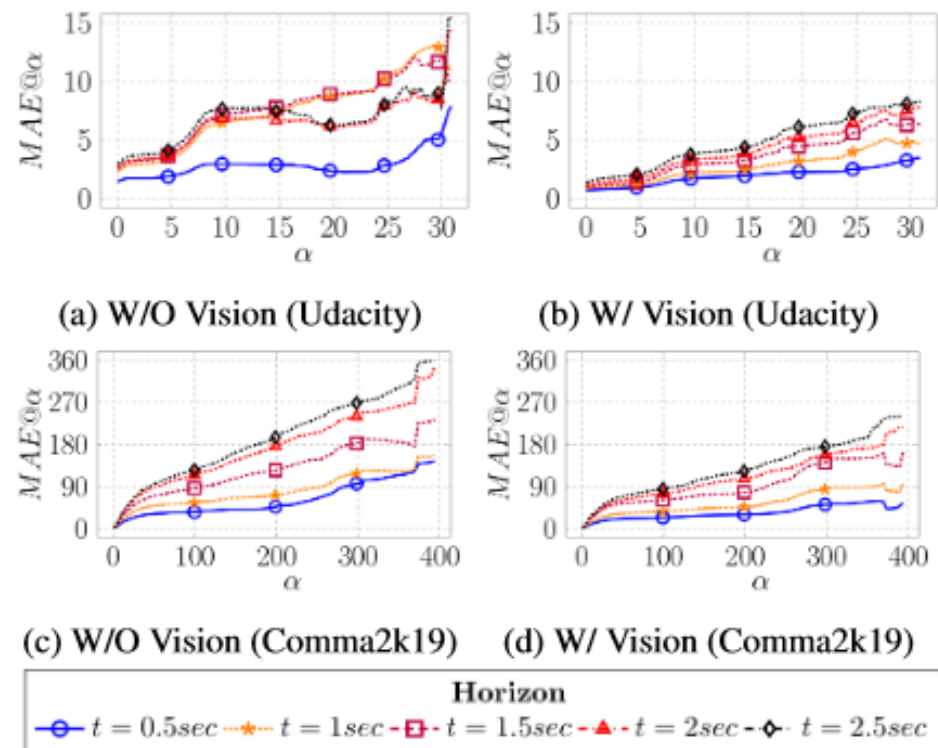 15
10
5
0
MAE@α
0 5 10 15 20 25 30
α
(a) W/O Vision (Udacity)
15
10
5
0
MAE@α
0 5 10 15 20 25 30
α
(b) W/ Vision (Udacity)
360
270
180
90
0
MAE@α
0 100 200 300 400
α
(c) W/O Vision (Comma2k19)
360
270
180
90
0
MAE@α
0 100 200 300 400
α
(d) W/ Vision (Comma2k19)
Horizon
t = 0.5sec t = 1sec t = 1.5sec t = 2sec t = 2.5sec